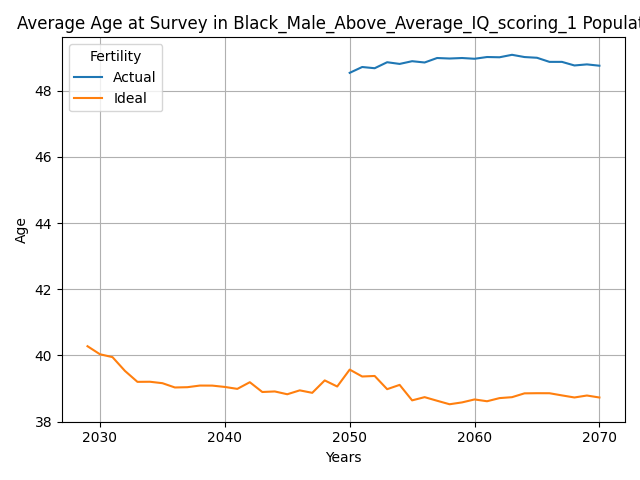 Average Age at Survey in Black_Male_Above_Average_IQ_scoring_1 Populat
Fertility
Actual
Ideal
48
46
44
42
40
38
Age
2030 2040 2050 2060 2070
Years